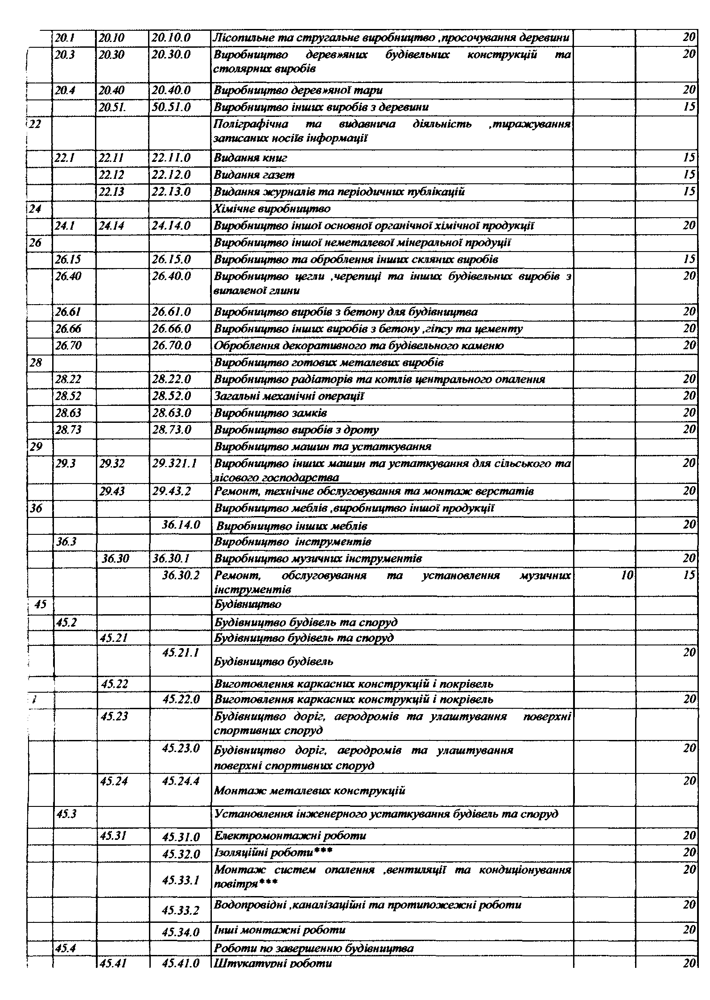 20.1 20.10 20.10.0 Лісопильне та стругальне виробництво ,просочування деревини 20
20.3 20.30 20.30.0 Виробництво дерев»яних будівельних конструкцій та 20
столярних виробів
20.4 20.40 20.40.0 Виробництво дерев»яної тари 20
20.51. 50.51.0 Виробництво інших виробів з деревини 15
22 Поліграфічна та видавнича діяльність ,тиражування
записаних носіїв інформації
22.1 22.11 22.11.0 Видання книг 15
22.12 22.12.0 Видання газет 15
22.13 22.13.0 Видання журналів та періодичних публікацій 15
24 Хімічне виробництво
24.1 24.14 24.14.0 Виробництво іншої основної органічної хімічної продукції 20
26 Виробництво іншої неметалевої мінеральної продуції
26.15 26.15.0 Виробництво та оброблення інших скляних виробів 15
26.40 26.40.0 Виробництво цегли ,черепиці та інших будівельних виробів з 20
випаленої глини
26.61 26.61.0 Виробництво виробів з бетону для будівництва 20
26.66 26.66.0 Виробництво інших виробів з бетону ,гіпсу та цементу 20
26.70 26.70.0 Оброблення декоративного та будівельного каменю 20
28 Виробництво готових металевих виробів
28.22 28.22.0 Виробництво радіаторів та котлів центрального опалення 20
28.52 28.52.0 Загальні механічні операції 20
28.63 28.63.0 Виробництво замків 20
28.73 28.73.0 Виробництво виробів з дроту 20
29 Виробництво машин та устаткування
29.3 29.32 29.321.1 Виробництво інших машин та устаткування для сільського та 20
лісового господарства
29.43 29.43.2 Ремонт, технічне обслуговування та монтаж верстатів 20
36 Виробництво меблів ,виробництво іншої продукції
36.14.0 Виробництво інших меблів 20
36.3 Виробництво інструментів
36.30 36.30.1 Виробництво музичних інструментів 20
36.30.2 Ремонт, обслуговування та установлення музичних 10 15
інструментів
45 Будівництво
45.2 Будівництво будівель та споруд
45.21 Будівництво будівель та споруд
45.21.1 Будівництво будівель 20
45.22 Виготовлення каркасних конструкцій і покрівель
1 45.22.0 Виготовлення каркасних конструкцій і покрівель 20
45.23 Будівництво доріг, аеродромів та улаштування поверхні
спортивних споруд
45.23.0 Будівництво доріг, аеродромів та улаштування 20
поверхні спортивних споруд
45.24 45.24.4 Монтаж металевих конструкцій 20
45.3 Установлення інженерного устаткування будівель та споруд
45.31 45.31.0 Електромонтажні роботи 20
45.32.0 Ізоляційні роботи*** 20
45.33.1 Монтаж систем опалення ,вентиляції та кондиціонування 20
повітря***
45.33.2 Водопровідні ,каналізаційні та протипожежні роботи 20
45.34.0 Інші монтажні роботи 20
45.4 Роботи по завершенню будівництва
45.41 45.41.0 Штукатурні роботи 20